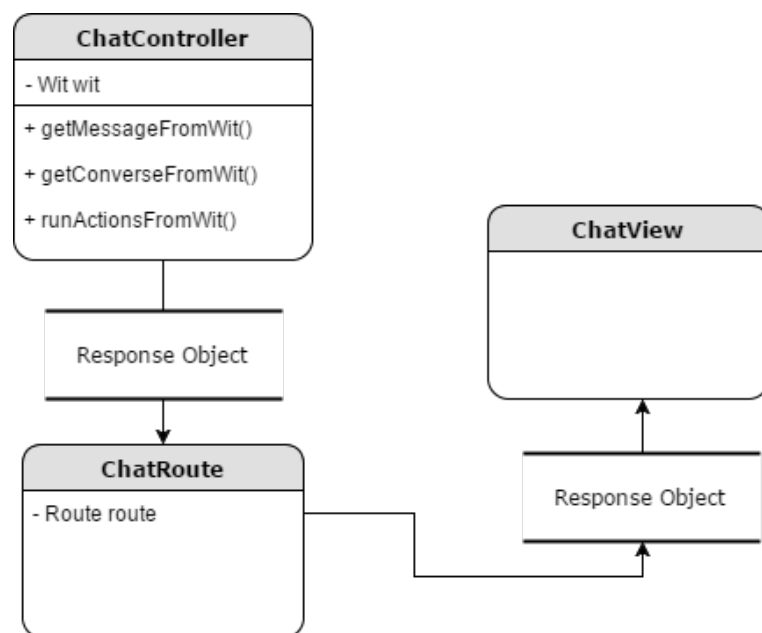 ChatController
- Wit wit
+ getMessageFromWit()
+ getConverseFromWit()
+ runActionsFromWit()
Response Object
ChatRoute
- Route route
ChatView
Response Object